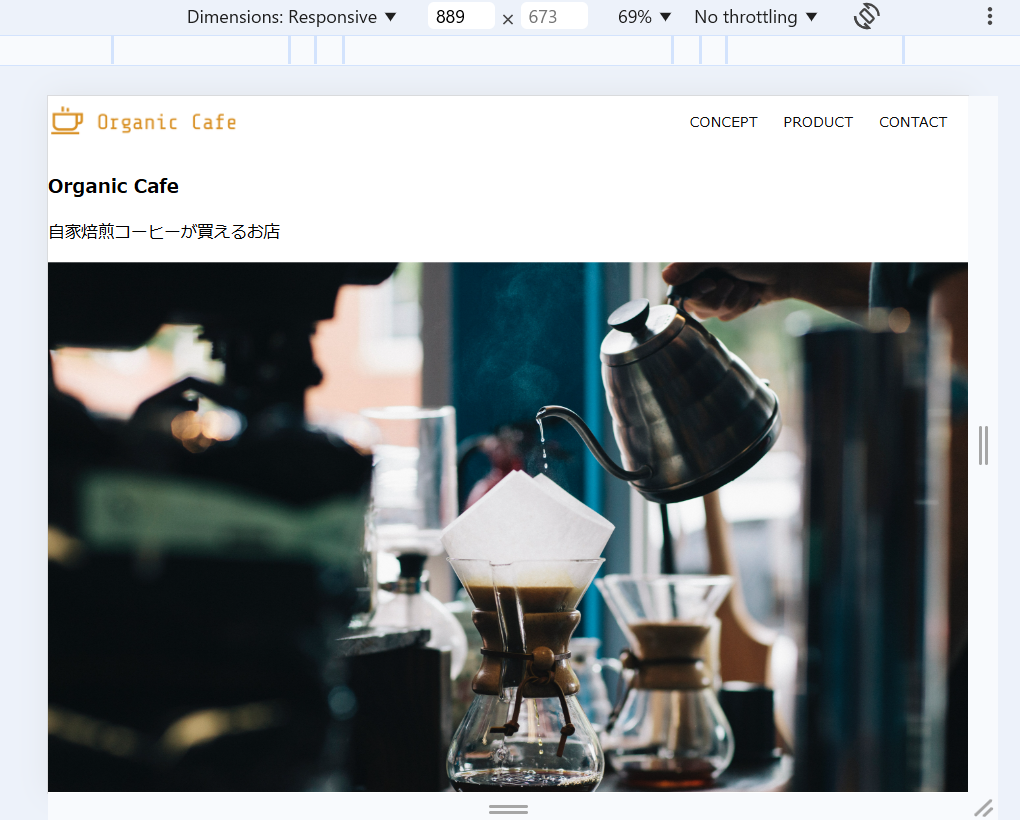 Dimensions: Responsive ▼ 889 × 673 69% ▼ No throttling ▼
Organic Cafe CONCEPT PRODUCT CONTACT
Organic Cafe
自家焙煎コーヒーが買えるお店